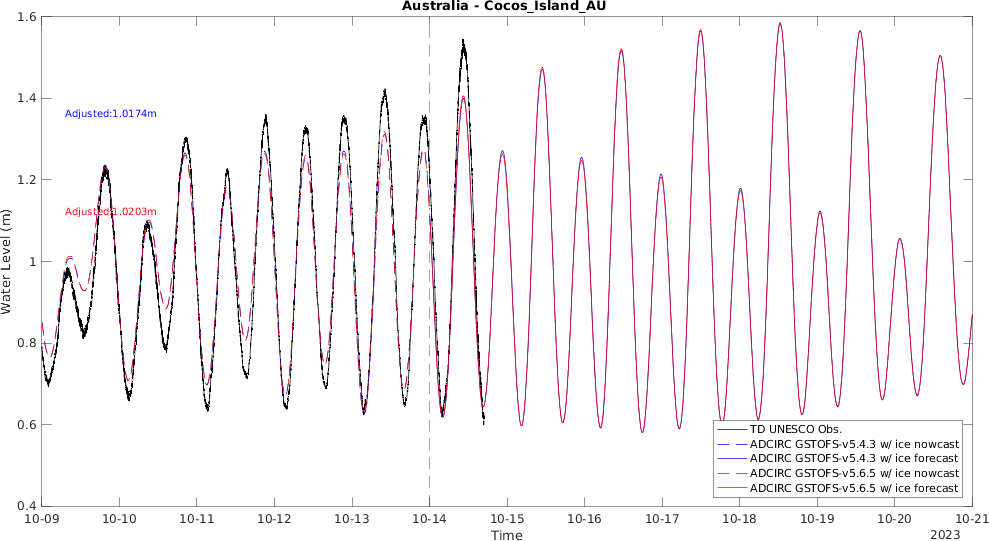 Australia - Cocos_Island_AU
1.6
1.4
1.2
1
0.8
0.6
0.4
Water Level (m)
Adjusted:1.0174m
Adjusted:1.0203m
TD UNESCO Obs.
ADCIRC GSTOFS-v5.4.3 w/ ice nowcast
ADCIRC GSTOFS-v5.4.3 w/ ice forecast
ADCIRC GSTOFS-v5.6.5 w/ ice nowcast
ADCIRC GSTOFS-v5.6.5 w/ ice forecast
10-09 10-10 10-11 10-12 10-13 10-14 10-15 10-16 10-17 10-18 10-19 10-20 10-21
Time
2023